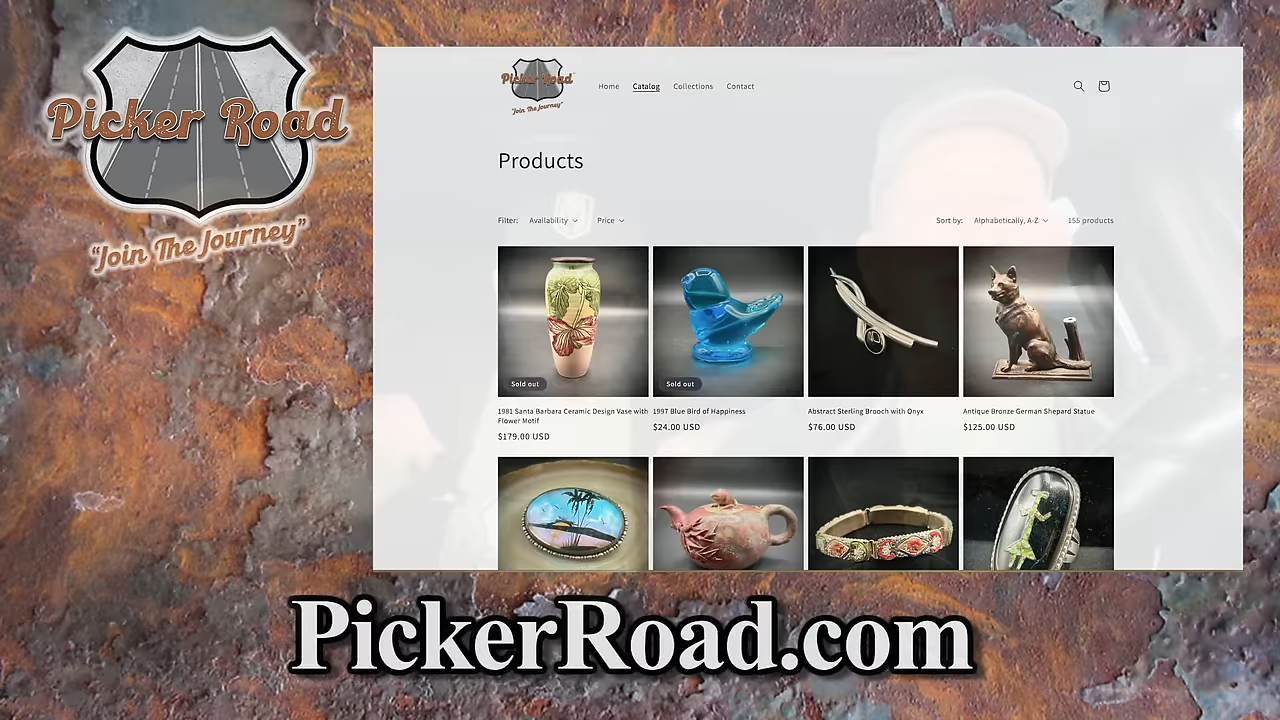 Picker Road
"Join The Journey"
Picker Road
"Join The Journey"
Home
Catalog
Collections
Contact
Products
Filter:
Availability
Price
Sort by:
Alphabetically, A-Z
155 products
Sold out
Sold out
1981 Santa Barbara Ceramic Design Vase with
Flower Motif
$179.00 USD
1997 Blue Bird of Happiness
$24.00 USD
Abstract Sterling Brooch with Onyx
$76.00 USD
Antique Bronze German Shepard Statue
$125.00 USD
PickerRoad.com